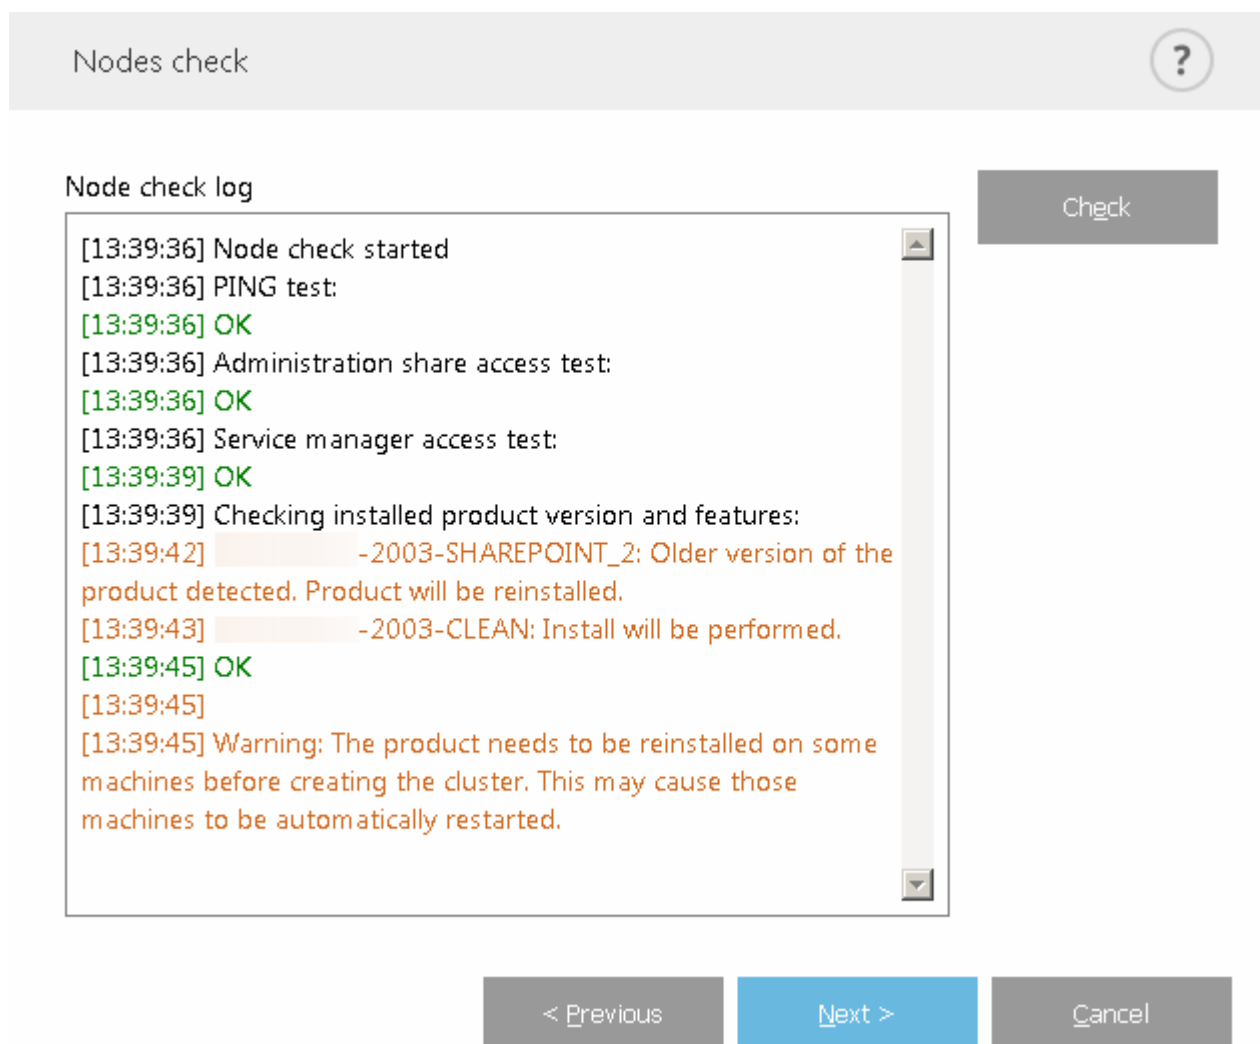 Nodes check
?
Node check log
Check
[13:39:36] Node check started
[13:39:36] PING test:
[13:39:36] OK
[13:39:36] Administration share access test:
[13:39:36] OK
[13:39:36] Service manager access test:
[13:39:39] OK
[13:39:39] Checking installed product version and features:
[13:39:42] -2003-SHAREPOINT_2: Older version of the
product detected. Product will be reinstalled.
[13:39:43] -2003-CLEAN: Install will be performed.
[13:39:45] OK
[13:39:45]
[13:39:45] Warning: The product needs to be reinstalled on some
machines before creating the cluster. This may cause those
machines to be automatically restarted.
< Previous
Next >
Cancel